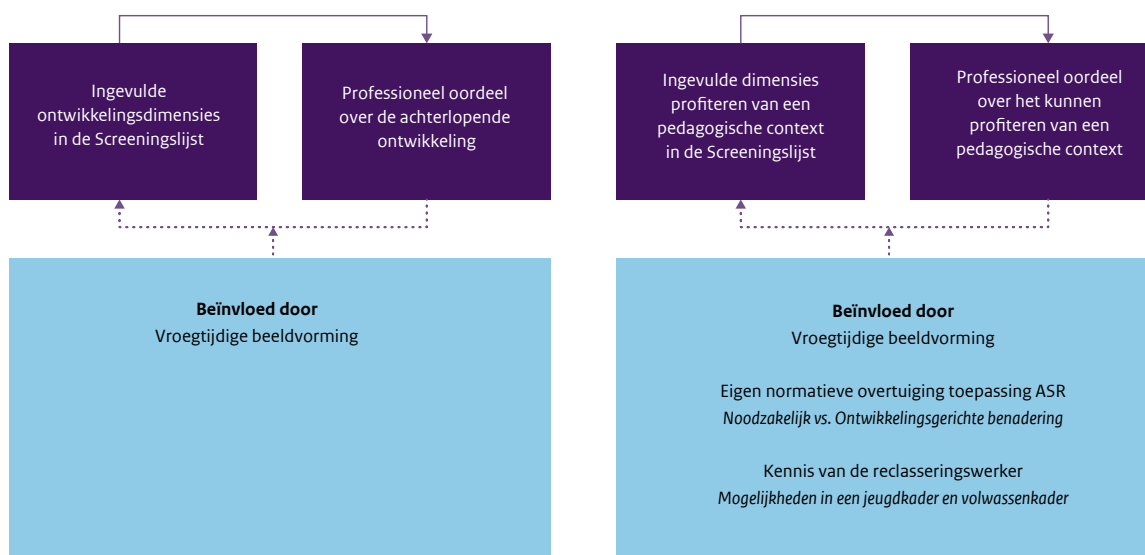 Ingevulde
ontwikkelingsdimensies
in de Screeningslijst
Professioneel oordeel
over de achterlopende
ontwikkeling
Beïnvloed door
Vroegtijdige beeldvorming
Ingevulde dimensies
profiteren van een
pedagogische context
in de Screeningslijst
Professioneel oordeel
over het kunnen
profiteren van een
pedagogische context
Beïnvloed door
Vroegtijdige beeldvorming
Eigen normatieve overtuiging toepassing ASR
Noodzakelijk vs. Ontwikkelingsgerichte benadering
Kennis van de reclasseringswerker
Mogelijkheden in een jeugdkader en volwassenkader